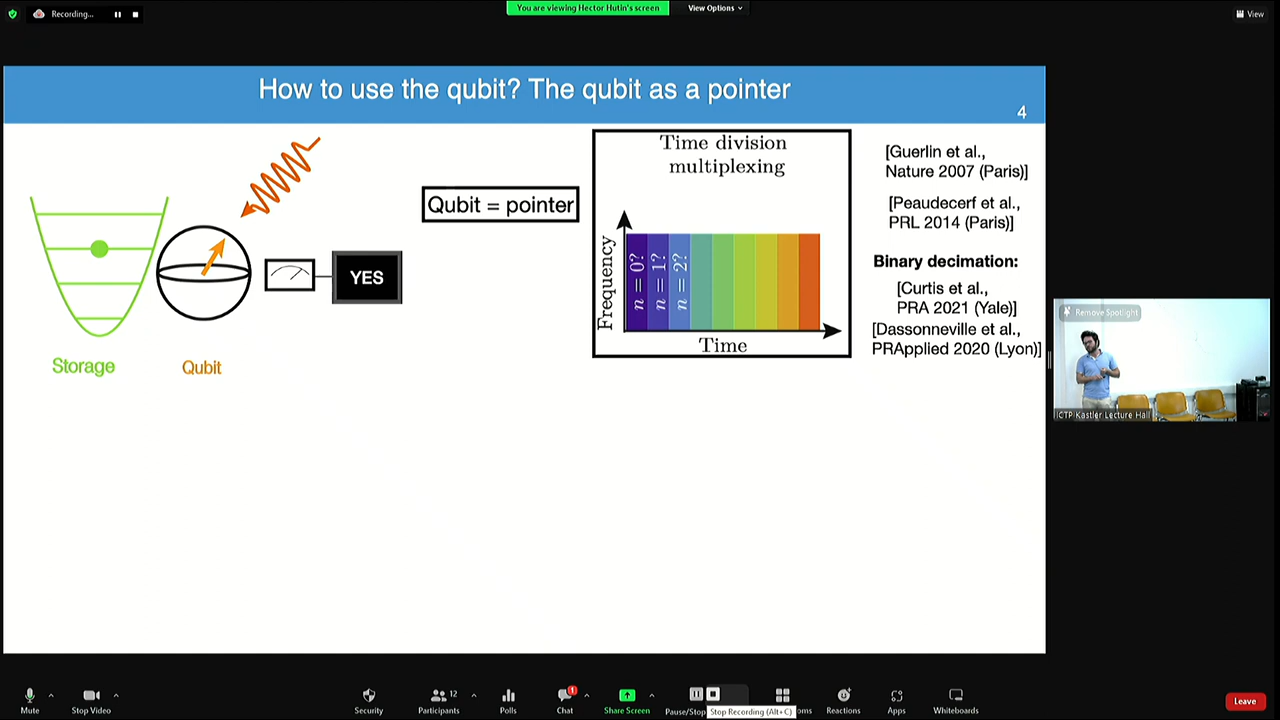 Recording...
You are viewing Hector Hutin's screen
View Options
View
How to use the qubit? The qubit as a pointer
4
Qubit = pointer
YES
Storage
Qubit
Time division
multiplexing
Frequency
n = 0?
n = 1?
n = 2?
Time
[Guerlin et al.,
Nature 2007 (Paris)]
[Peaudecerf et al.,
PRL 2014 (Paris)]
Binary decimation:
[Curtis et al.,
PRA 2021 (Yale)]
[Dassonneville et al.,
PRApplied 2020 (Lyon)]
Remove Spotlight
ICTP Kastler Lecture Hall
Mute
Stop Video
Security
12
Participants
Polls
1
Chat
Share Screen
Pause/Stop
Stop Recording (Alt+C)
oms
Reactions
Apps
Whiteboards
Leave